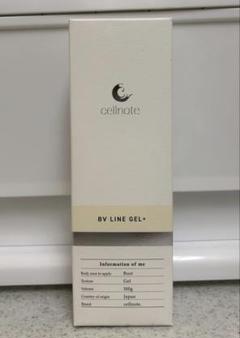 cellnote
BV LINE GEL+
Information of me
Body area to apply Bust
Texture Gel
Volume 100g
Country of origin Japan
Brand cellnote.